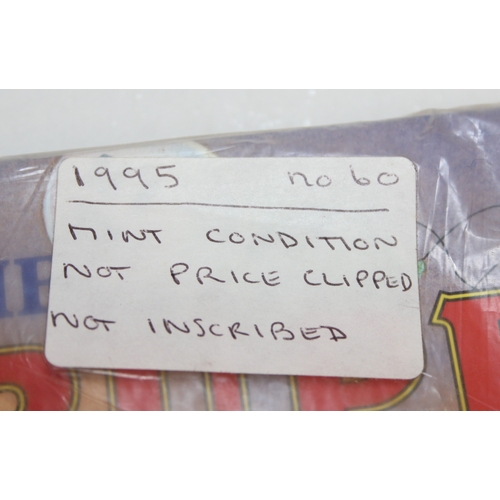 1995 no 60
MINT CONDITION
NOT PRICE CLIPPED
NOT INSCRIBED